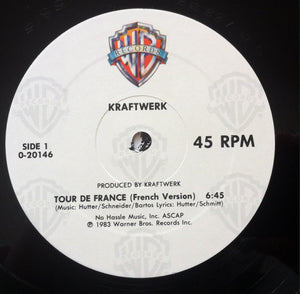 WB
RECORDS
KRAFTWERK
SIDE 1
0-20146
45 RPM
PRODUCED BY KRAFTWERK
TOUR DE FRANCE (French Version) 6:45
(Music: Hutter/Schneider/Bartos Lyrics: Hutter/Schmitt)
No Hassle Music, Inc. ASCAP
℗ 1983 Warner Bros. Records Inc.